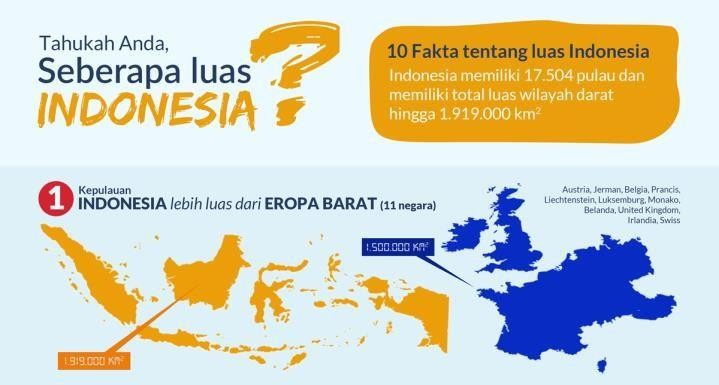 Tahukah Anda,
Seberapa luas
INDONESIA
?
10 Fakta tentang luas Indonesia
Indonesia memiliki 17.504 pulau dan
memiliki total luas wilayah darat
hingga 1.919.000 km²
1
Kepulauan
INDONESIA lebih luas dari EROPA BARAT (11 negara)
Austria, Jerman, Belgia, Prancis,
Liechtenstein, Luksemburg, Monako,
Belanda, United Kingdom,
Irlandia, Swiss
1.500.000 KM²
1.919.000 KM²